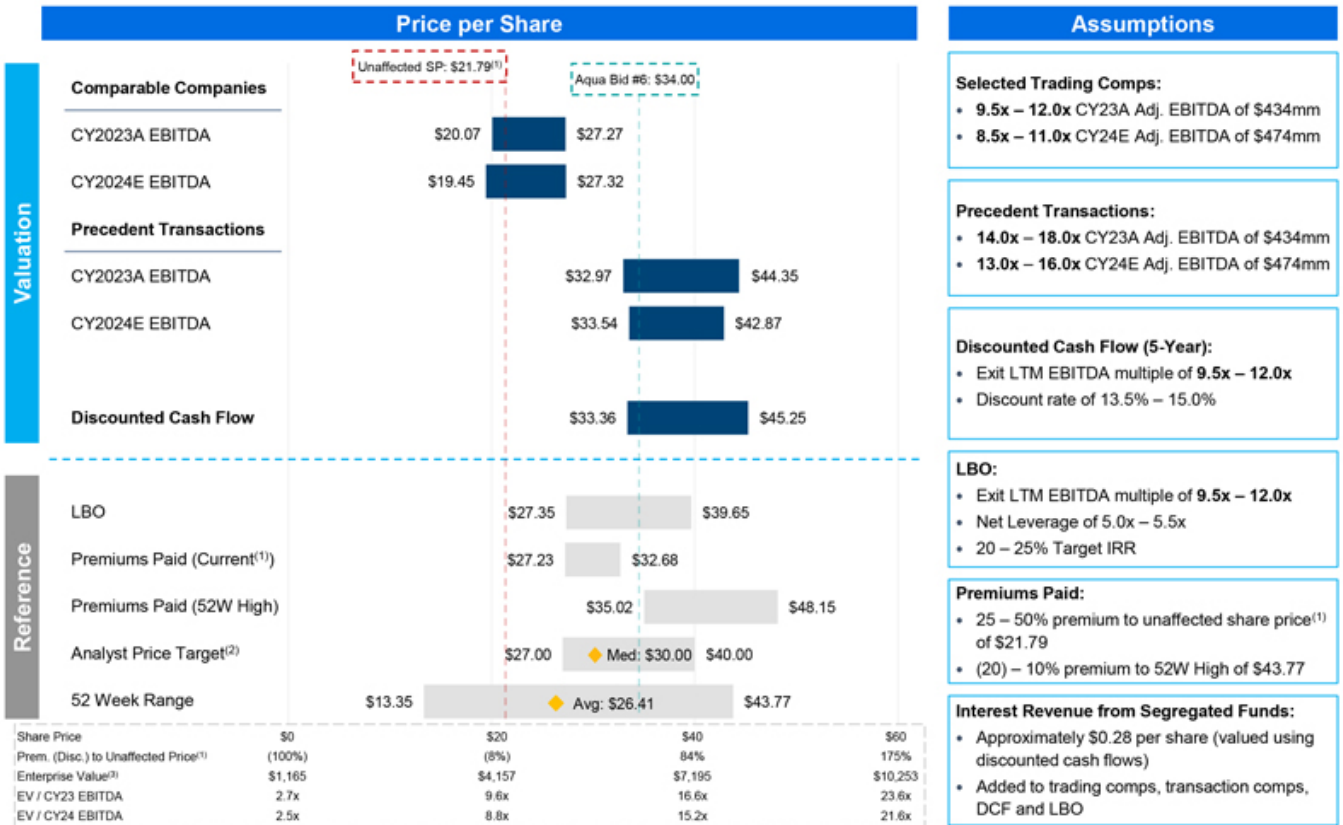 Price per Share
Assumptions
Unaffected SP: $21.79(1)
Aqua Bid #6: $34.00
Valuation
Comparable Companies
CY2023A EBITDA
$20.07
$27.27
CY2024E EBITDA
$19.45
$27.32
Precedent Transactions
CY2023A EBITDA
$32.97
$44.35
CY2024E EBITDA
$33.54
$42.87
Discounted Cash Flow
$33.36
$45.25
Reference
LBO
$27.35
$39.65
Premiums Paid (Current(1))
$27.23
$32.68
Premiums Paid (52W High)
$35.02
$48.15
Analyst Price Target(2)
$27.00
Med: $30.00
$40.00
52 Week Range
$13.35
Avg: $26.41
$43.77
Share Price $0 $20 $40 $60
Prem. (Disc.) to Unaffected Price(1) (100%) (8%) 84% 175%
Enterprise Value(3) $1,165 $4,157 $7,195 $10,253
EV / CY23 EBITDA 2.7x 9.6x 16.6x 23.6x
EV / CY24 EBITDA 2.5x 8.8x 15.2x 21.6x
Selected Trading Comps:
• 9.5x – 12.0x CY23A Adj. EBITDA of $434mm
• 8.5x – 11.0x CY24E Adj. EBITDA of $474mm
Precedent Transactions:
• 14.0x – 18.0x CY23A Adj. EBITDA of $434mm
• 13.0x – 16.0x CY24E Adj. EBITDA of $474mm
Discounted Cash Flow (5-Year):
• Exit LTM EBITDA multiple of 9.5x – 12.0x
• Discount rate of 13.5% – 15.0%
LBO:
• Exit LTM EBITDA multiple of 9.5x – 12.0x
• Net Leverage of 5.0x – 5.5x
• 20 – 25% Target IRR
Premiums Paid:
• 25 – 50% premium to unaffected share price(1)
of $21.79
• (20) – 10% premium to 52W High of $43.77
Interest Revenue from Segregated Funds:
• Approximately $0.28 per share (valued using
discounted cash flows)
• Added to trading comps, transaction comps,
DCF and LBO